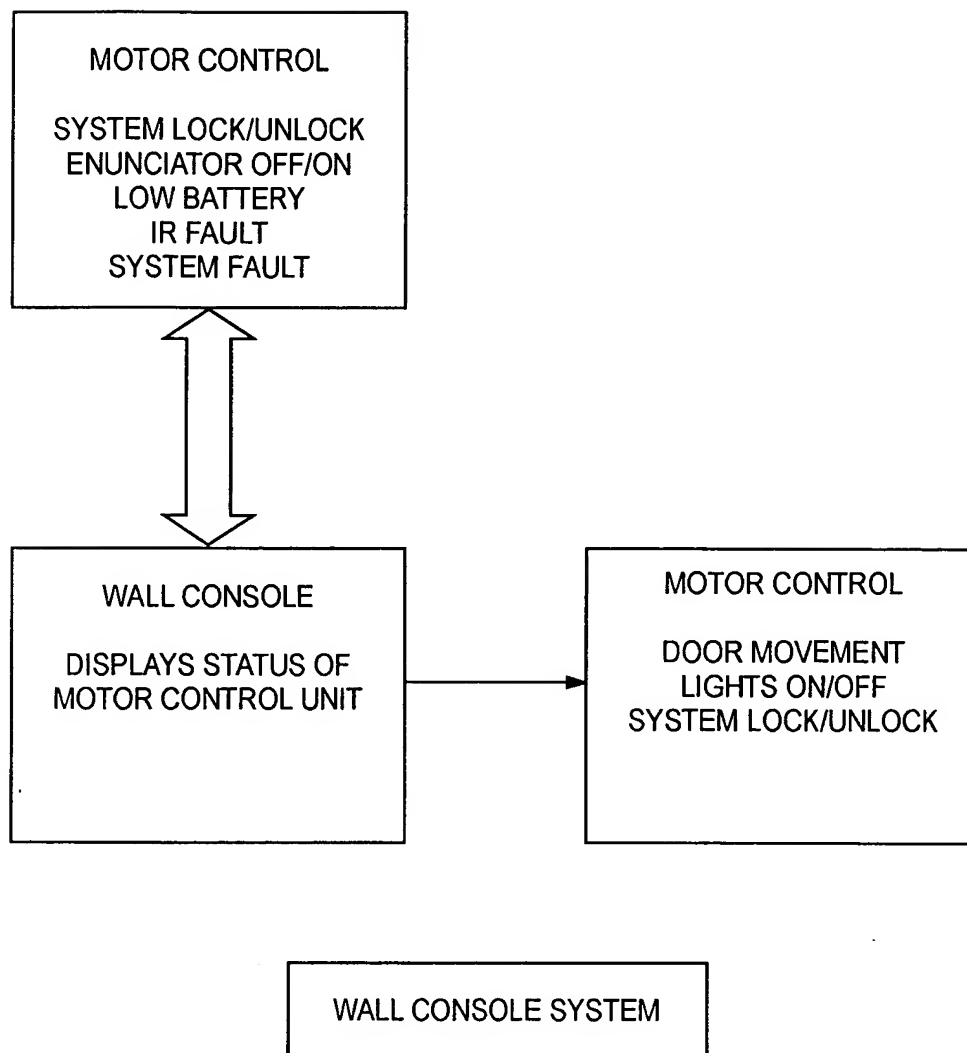 MOTOR CONTROL
SYSTEM LOCK/UNLOCK
ENUNCIATOR OFF/ON
LOW BATTERY
IR FAULT
SYSTEM FAULT
WALL CONSOLE
DISPLAYS STATUS OF
MOTOR CONTROL UNIT
MOTOR CONTROL
DOOR MOVEMENT
LIGHTS ON/OFF
SYSTEM LOCK/UNLOCK
WALL CONSOLE SYSTEM